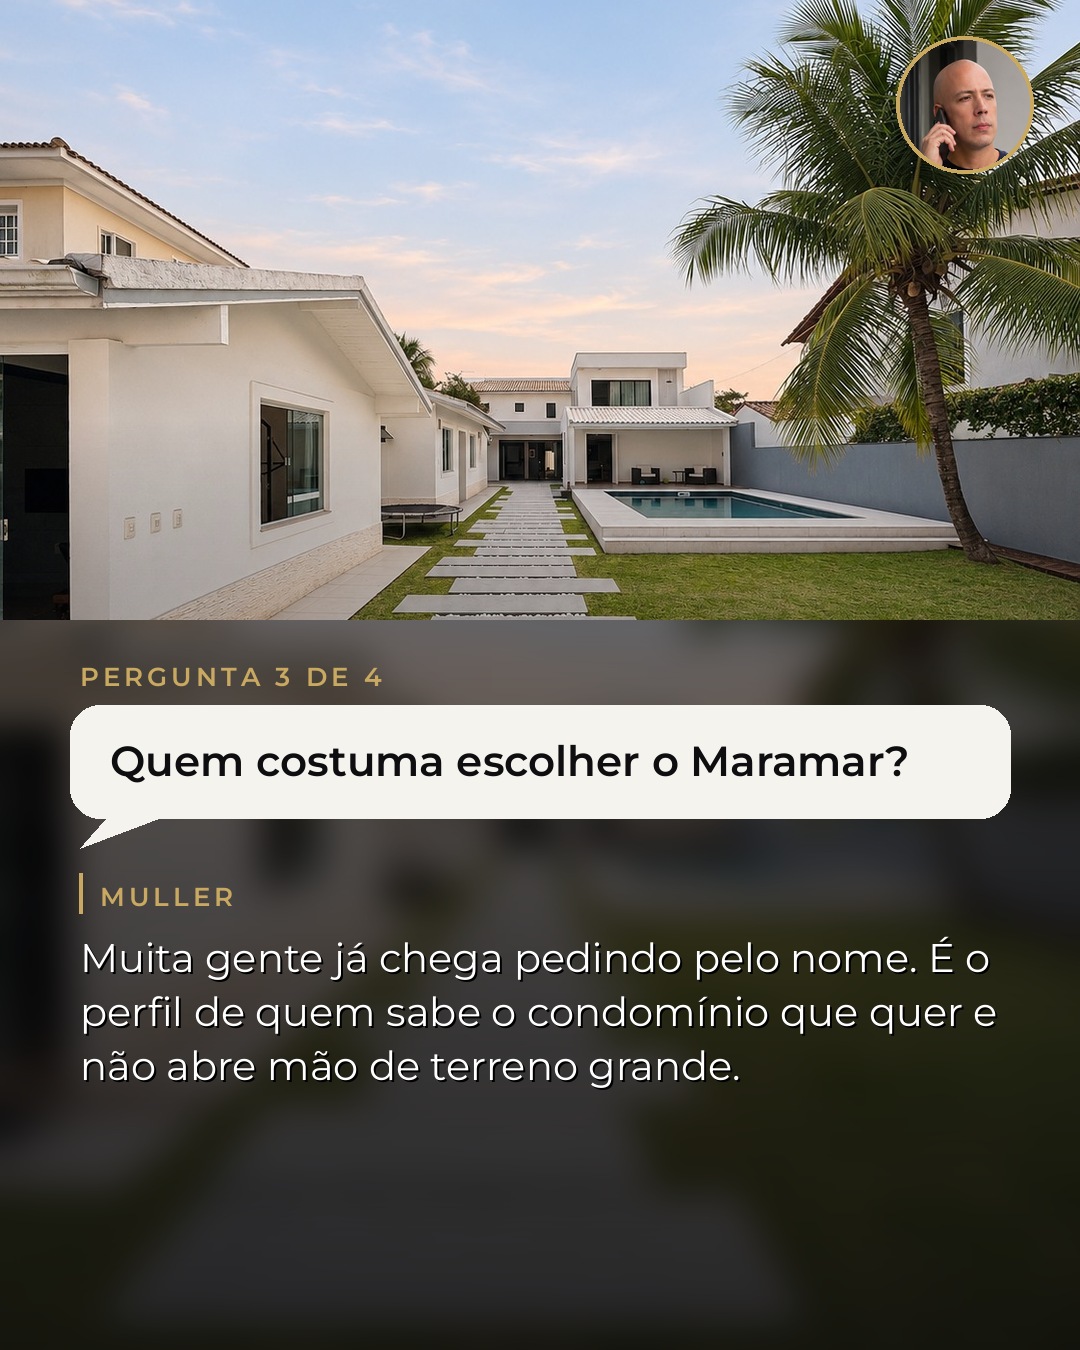 PERGUNTA 3 DE 4
Quem costuma escolher o Maramar?
MULLER
Muita gente já chega pedindo pelo nome. É o
perfil de quem sabe o condomínio que quer e
não abre mão de terreno grande.